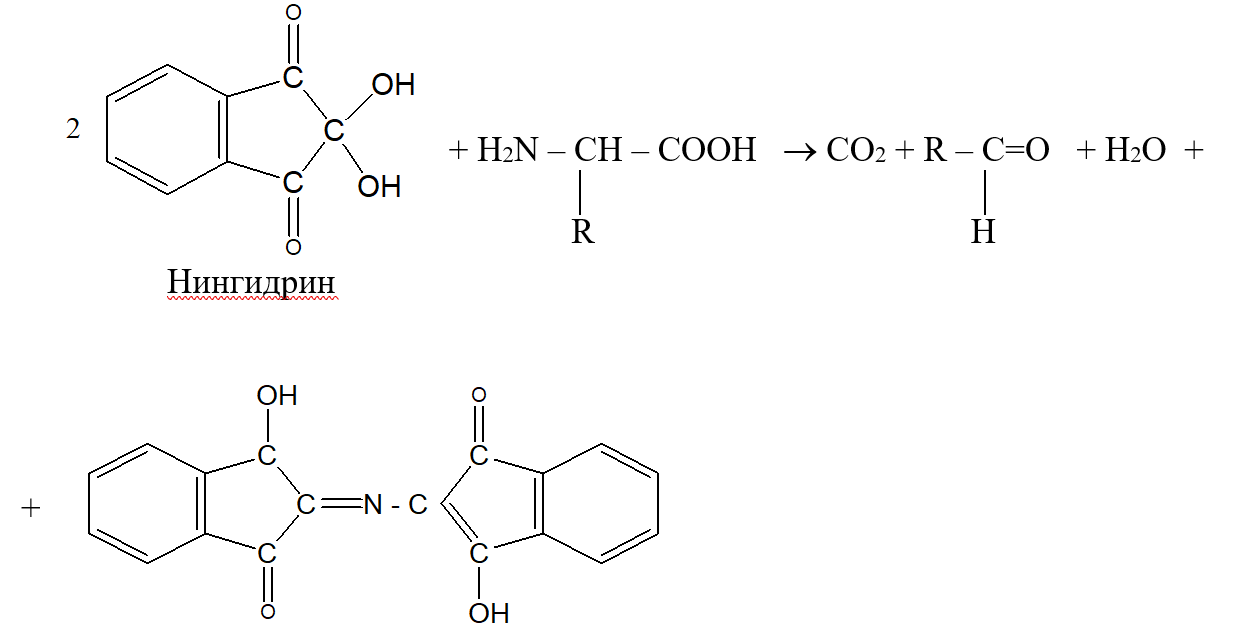 O
C
OH
2
C
+ H2N – CH – COOH → CO2 + R – C=O + H2O +
C
OH
O
R
H
Нингидрин
OH
O
C
C
+
C
N - C
C
C
O
OH